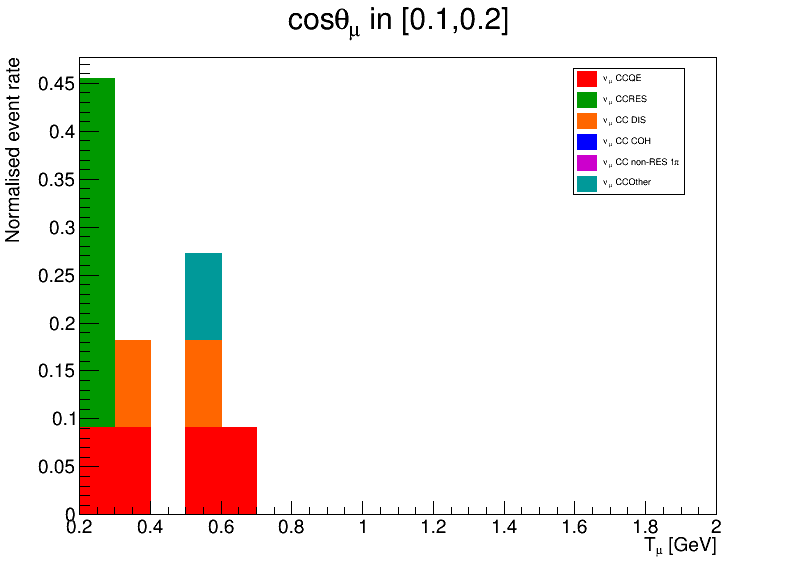 cosθμ in [0.1,0.2]
Normalised event rate
0.45
0.4
0.35
0.3
0.25
0.2
0.15
0.1
0.05
0
νμ CCQE
νμ CCRES
νμ CC DIS
νμ CC COH
νμ CC non-RES 1π
νμ CCOther
0.2 0.4 0.6 0.8 1 1.2 1.4 1.6 1.8 2
Tμ [GeV]